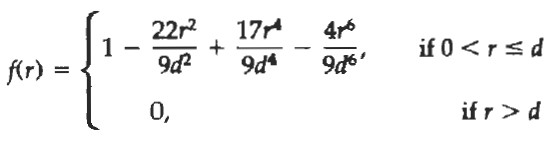 f(r) = { 1 − 22r²/9d² + 17r⁴/9d⁴ − 4r⁶/9d⁶, if 0 < r ≤ d
0, if r > d